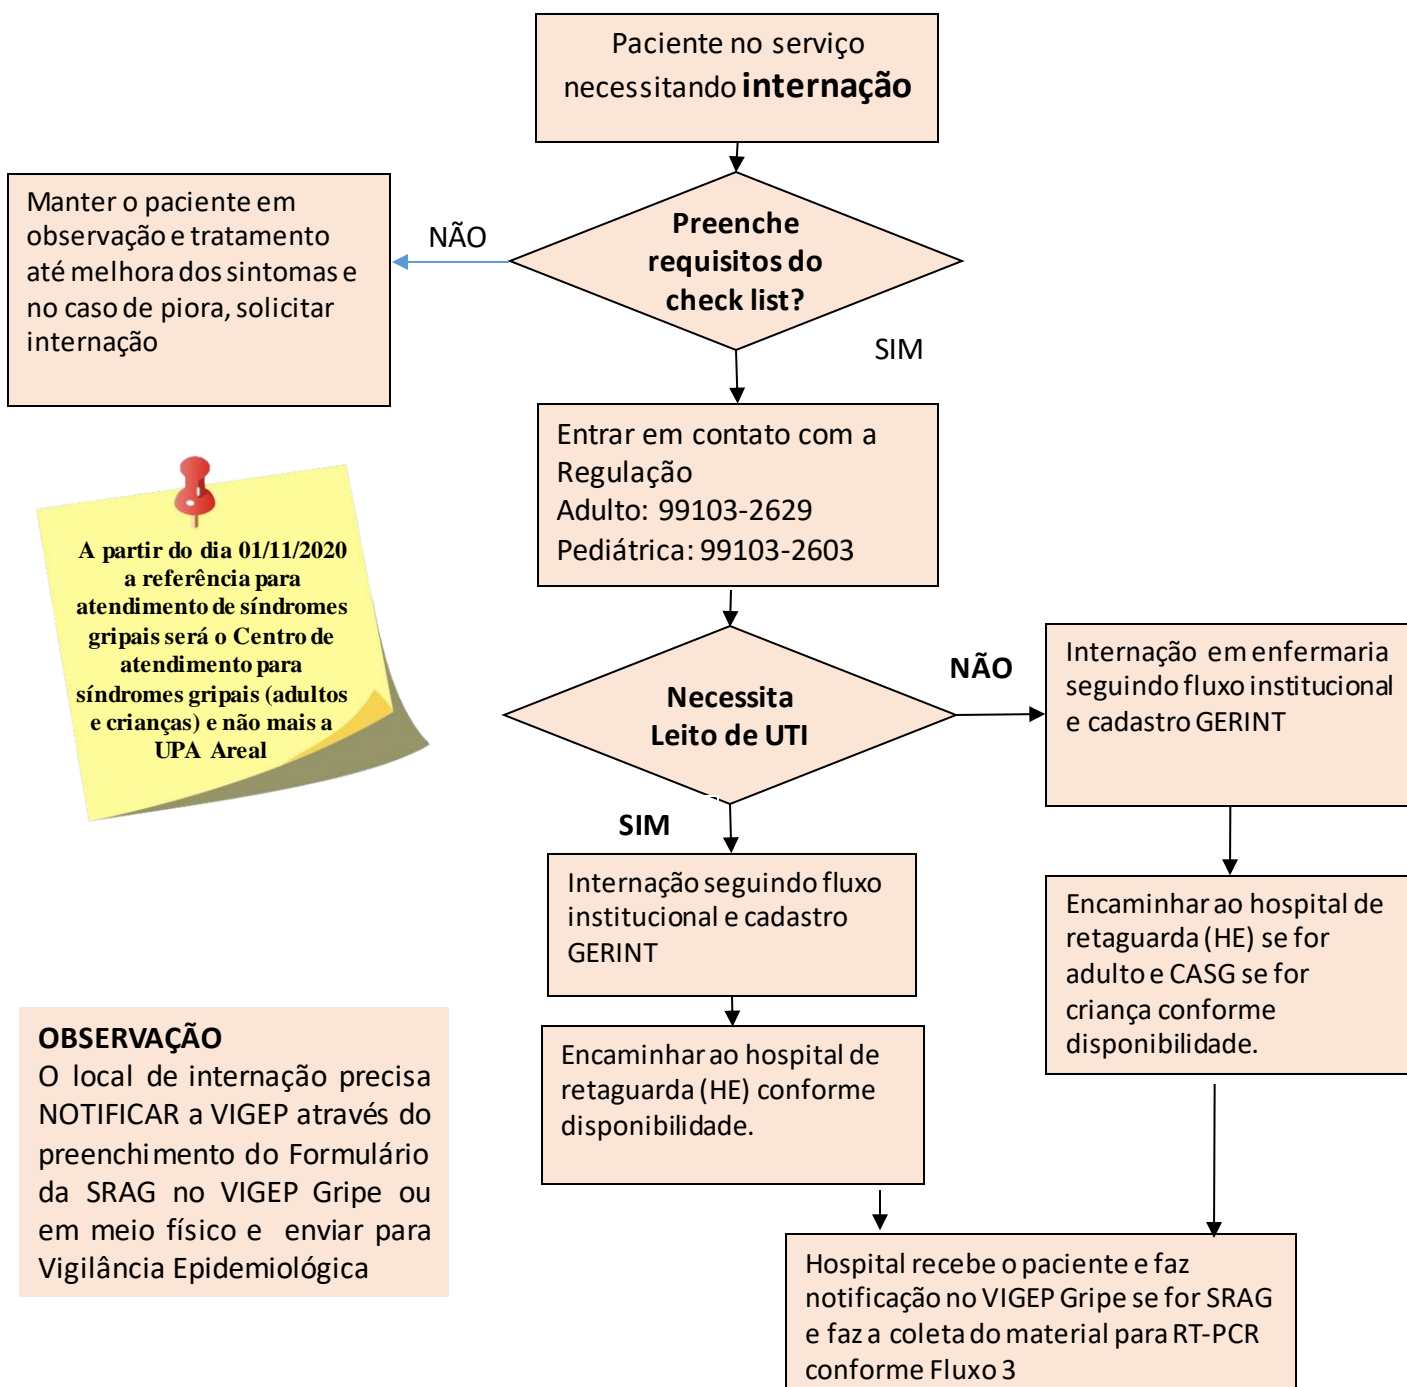 Paciente no serviço
necessitando internação
Manter o paciente em
observação e tratamento
até melhora dos sintomas e
no caso de piora, solicitar
internação
NÃO
Preenche
requisitos do
check list?
SIM
Entrar em contato com a
Regulação
Adulto: 99103-2629
Pediátrica: 99103-2603
A partir do dia 01/11/2020
a referência para
atendimento de síndromes
gripais será o Centro de
atendimento para
síndromes gripais (adultos
e crianças) e não mais a
UPA Areal
Necessita
Leito de UTI
NÃO
Internação em enfermaria
seguindo fluxo institucional
e cadastro GERINT
SIM
Internação seguindo fluxo
institucional e cadastro
GERINT
Encaminhar ao hospital de
retaguarda (HE) se for
adulto e CASG se for
criança conforme
disponibilidade.
Encaminhar ao hospital de
retaguarda (HE) conforme
disponibilidade.
OBSERVAÇÃO
O local de internação precisa
NOTIFICAR a VIGEP através do
preenchimento do Formulário
da SRAG no VIGEP Gripe ou
em meio físico e enviar para
Vigilância Epidemiológica
Hospital recebe o paciente e faz
notificação no VIGEP Gripe se for SRAG
e faz a coleta do material para RT-PCR
conforme Fluxo 3